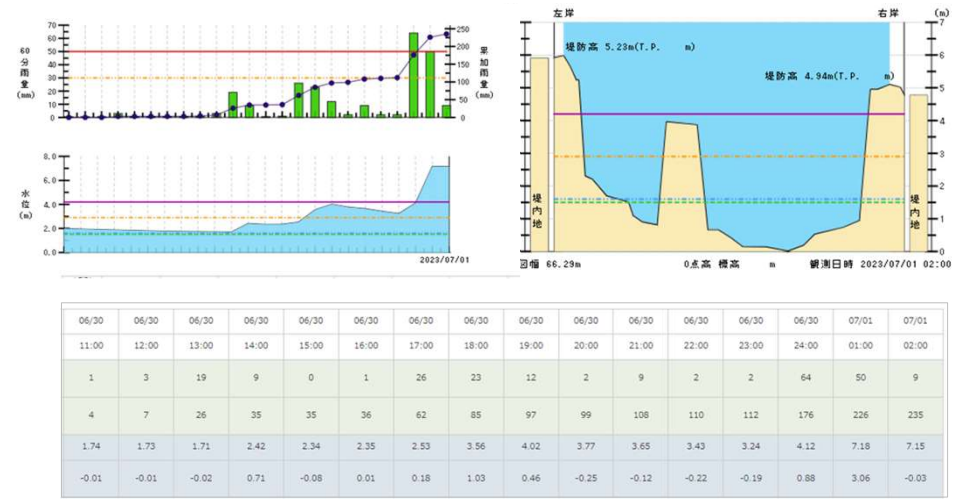 70
60
50
40
30
20
10
0
60
分
雨
量
(mm)
250
200
150
100
50
0
累
加
雨
量
(mm)
8.0
6.0
4.0
2.0
0.0
水
位
(m)
2023/07/01
左岸
右岸
(m)
堤防高 5.23m(T.P. m)
堤防高 4.94m(T.P. m)
7
6
5
4
3
2
1
0
堤
内
地
堤
内
地
図幅 66.29m
0点高 標高 m
観測日時 2023/07/01 02:00
06/30 06/30 06/30 06/30 06/30 06/30 06/30 06/30 06/30 06/30 06/30 06/30 06/30 06/30 07/01 07/01
11:00 12:00 13:00 14:00 15:00 16:00 17:00 18:00 19:00 20:00 21:00 22:00 23:00 24:00 01:00 02:00
1 3 19 9 0 1 26 23 12 2 9 2 2 64 50 9
4 7 26 35 35 36 62 85 97 99 108 110 112 176 226 235
1.74 1.73 1.71 2.42 2.34 2.35 2.53 3.56 4.02 3.77 3.65 3.43 3.24 4.12 7.18 7.15
-0.01 -0.01 -0.02 0.71 -0.08 0.01 0.18 1.03 0.46 -0.25 -0.12 -0.22 -0.19 0.88 3.06 -0.03